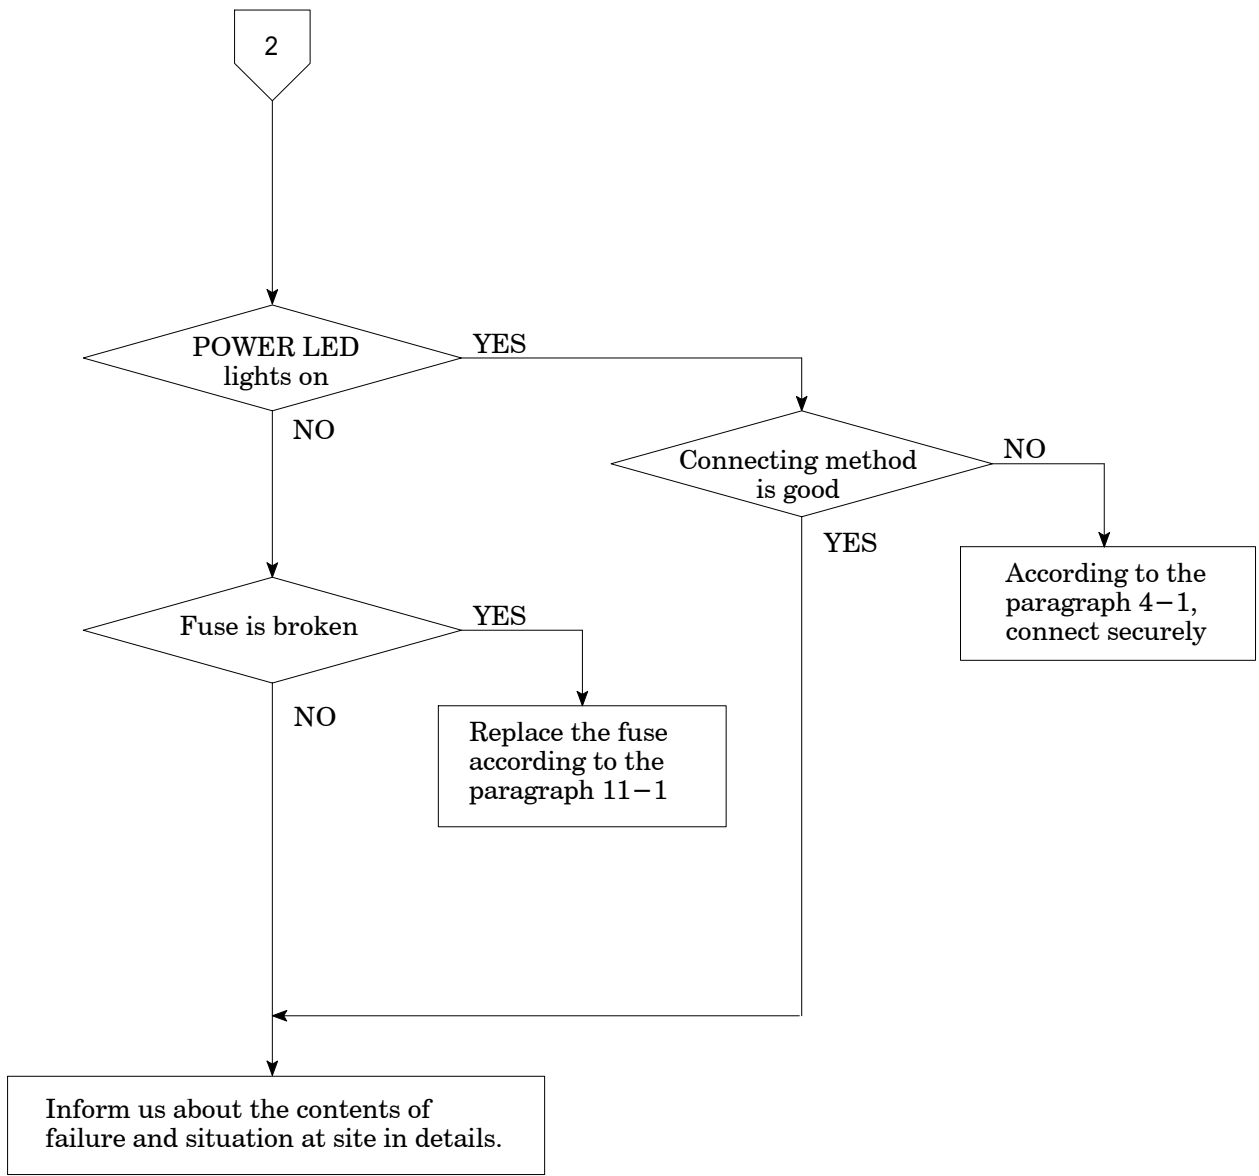 2
POWER LED
lights on
YES
NO
Connecting method
is good
NO
YES
According to the
paragraph 4−1,
connect securely
Fuse is broken
YES
NO
Replace the fuse
according to the
paragraph 11−1
Inform us about the contents of
failure and situation at site in details.